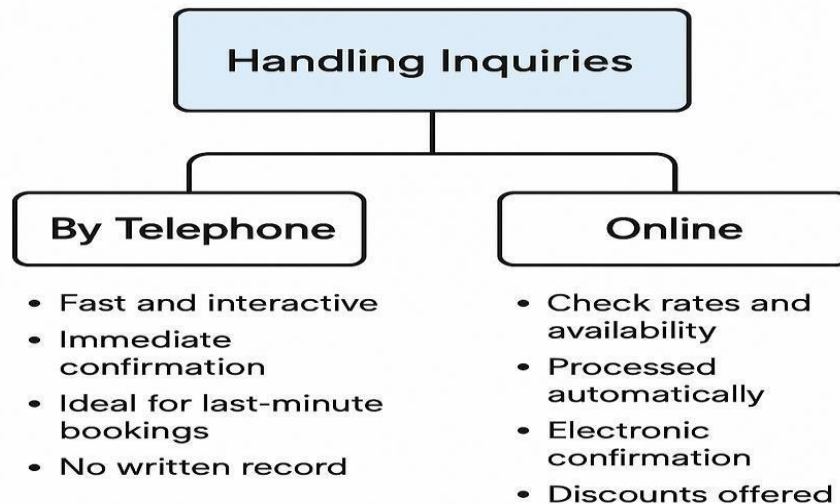 Handling Inquiries
By Telephone
• Fast and interactive
• Immediate
confirmation
• Ideal for last-minute
bookings
• No written record
Online
• Check rates and
availability
• Processed
automatically
• Electronic
confirmation
• Discounts offered